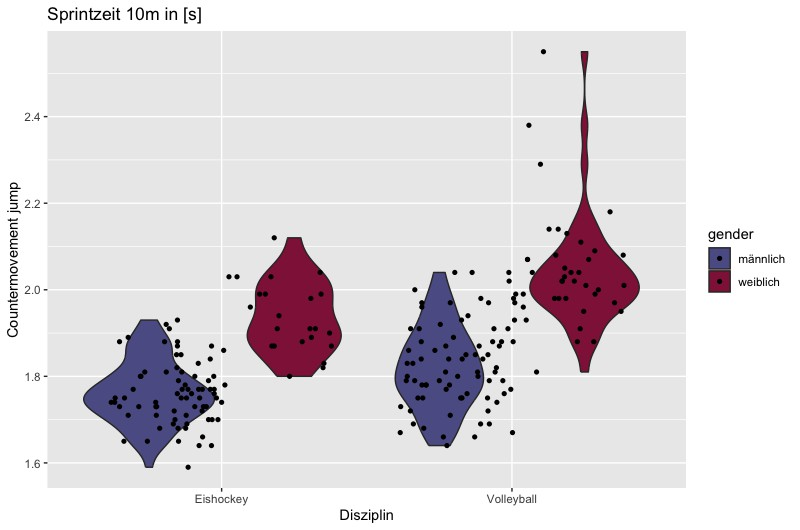 Sprintzeit 10m in [s]
Countermovement jump
2.4
2.2
2.0
1.8
1.6
Eishockey
Volleyball
Disziplin
gender
männlich
weiblich